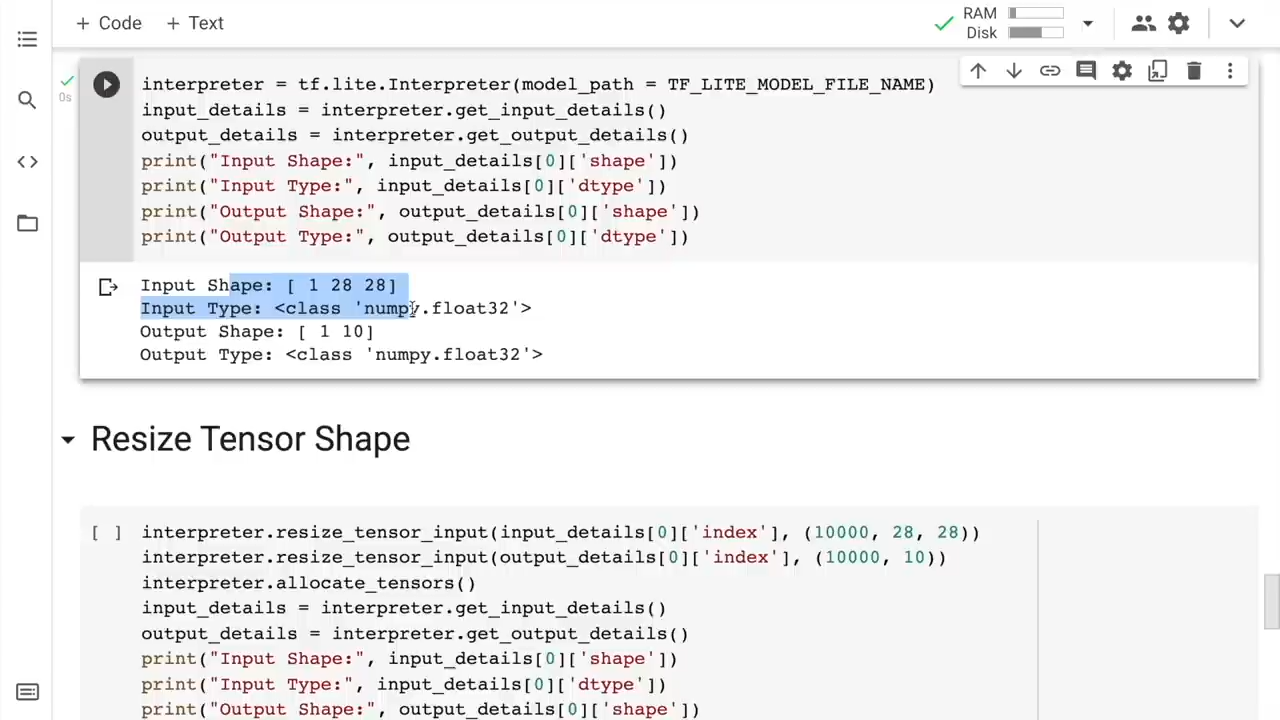 + Code + Text
RAM
Disk
0s
interpreter = tf.lite.Interpreter(model_path = TF_LITE_MODEL_FILE_NAME)
input_details = interpreter.get_input_details()
output_details = interpreter.get_output_details()
print("Input Shape:", input_details[0]['shape'])
print("Input Type:", input_details[0]['dtype'])
print("Output Shape:", output_details[0]['shape'])
print("Output Type:", output_details[0]['dtype'])
Input Shape: [ 1 28 28]
Input Type: <class 'numpy.float32'>
Output Shape: [ 1 10]
Output Type: <class 'numpy.float32'>
Resize Tensor Shape
[ ] interpreter.resize_tensor_input(input_details[0]['index'], (10000, 28, 28))
interpreter.resize_tensor_input(output_details[0]['index'], (10000, 10))
interpreter.allocate_tensors()
input_details = interpreter.get_input_details()
output_details = interpreter.get_output_details()
print("Input Shape:", input_details[0]['shape'])
print("Input Type:", input_details[0]['dtype'])
print("Output Shape:", output_details[0]['shape'])